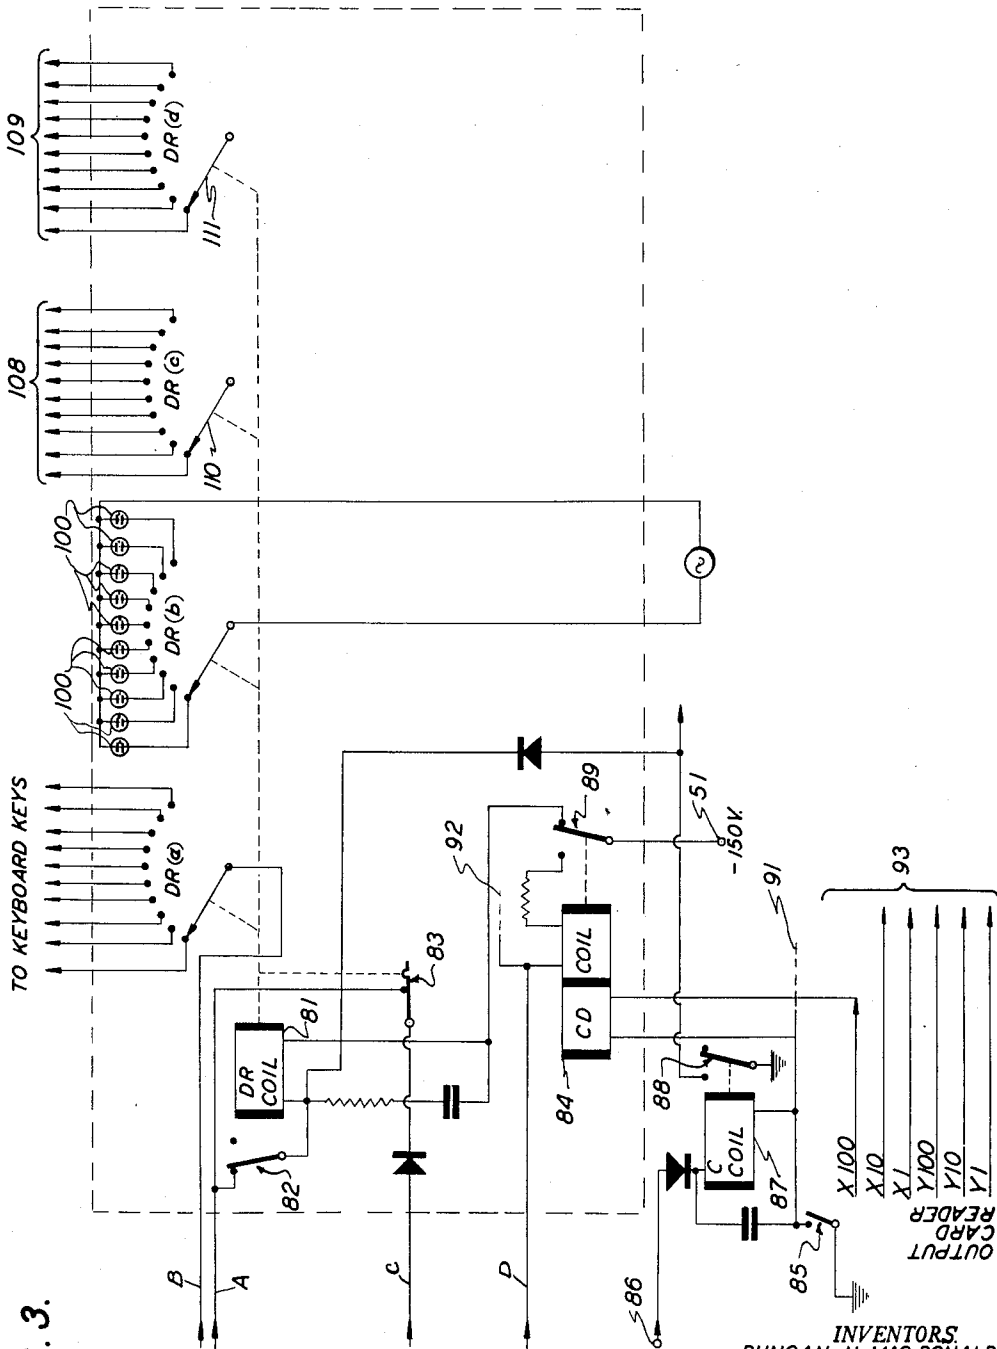 . 3.
TO KEYBOARD KEYS
108
109
100
100
DR(a)
DR(b)
DR(c)
DR(d)
110
111
B
A
C
D
86
82
DR
COIL
81
83
92
84
CD
COIL
89
51
-150V.
88
C
COIL
87
85
91
93
OUTPUT
CARD
READER
X100
X10
X1
Y100
Y10
Y1
INVENTORS.